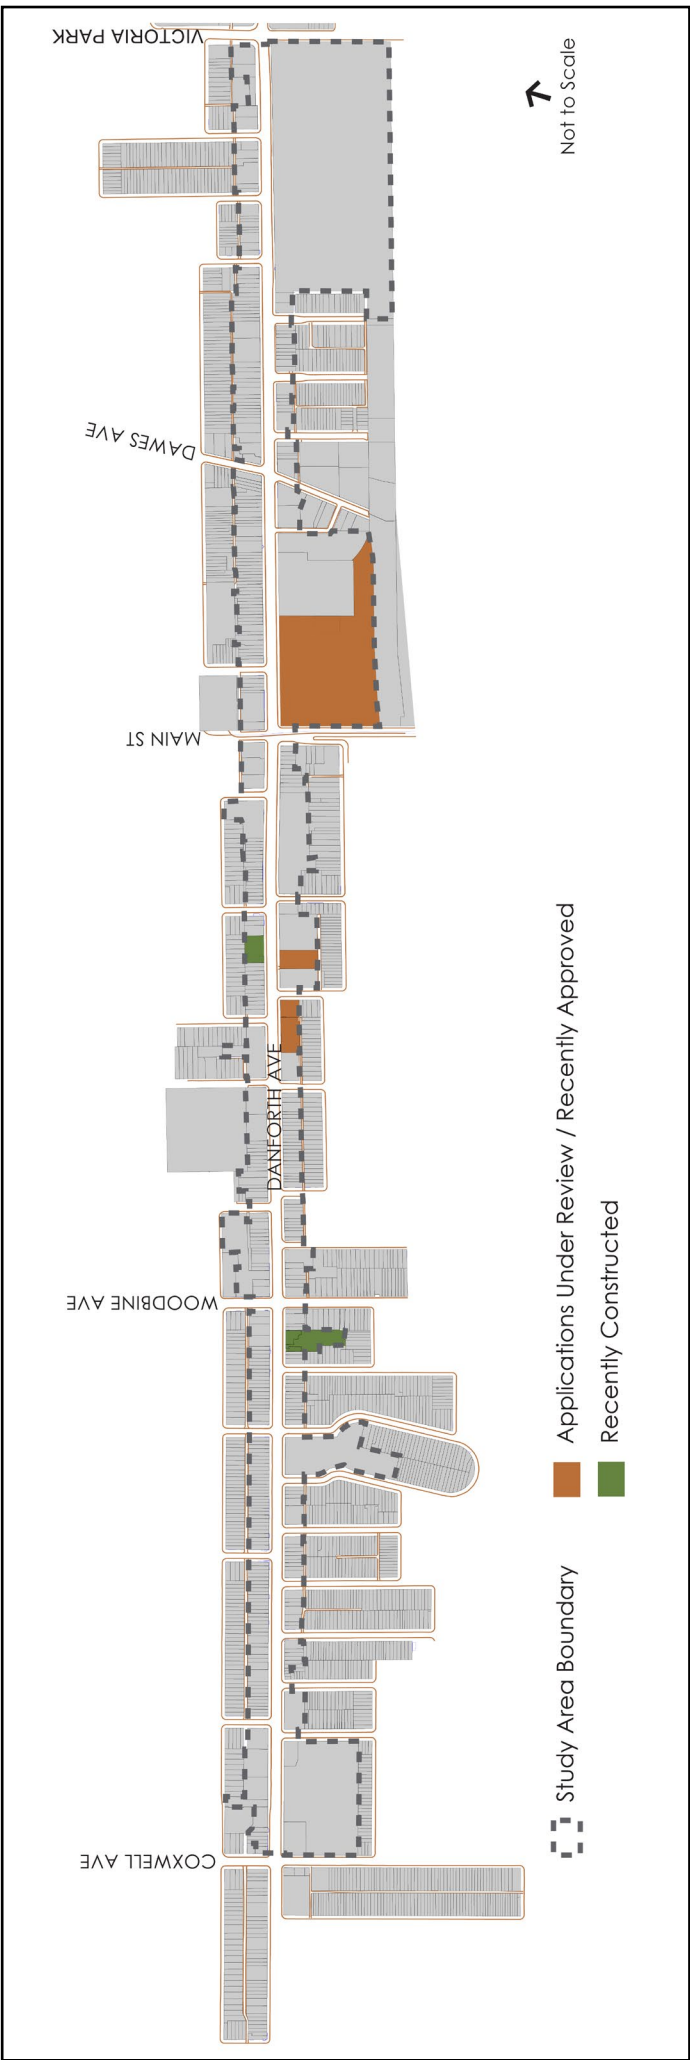 VICTORIA PARK
DAWES AVE
MAIN ST
DANFORTH AVE
WOODBINE AVE
COXWELL AVE
Not to Scale
Study Area Boundary
Applications Under Review / Recently Approved
Recently Constructed